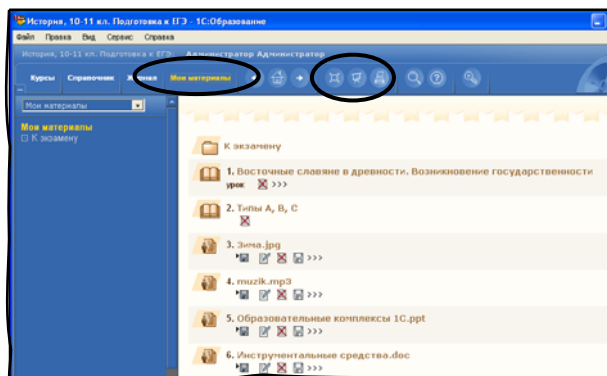 История, 10-11 кл. Подготовка к ЕГЭ - 1С:Образование
Файл Правка Вид Сервис Справка
История, 10-11 кл. Подготовка к ЕГЭ: Администратор Администратор
Курсы Справочник Журнал Мои материалы
Мои материалы
Мои материалы
К экзамену
К экзамену
1. Восточные славяне в древности. Возникновение государственности
урок >>>
2. Типы А, В, С
3. Зима.jpg
>>>
4. muzik.mp3
>>>
5. Образовательные комплексы 1С.ppt
>>>
6. Инструментальные средства.doc
>>>